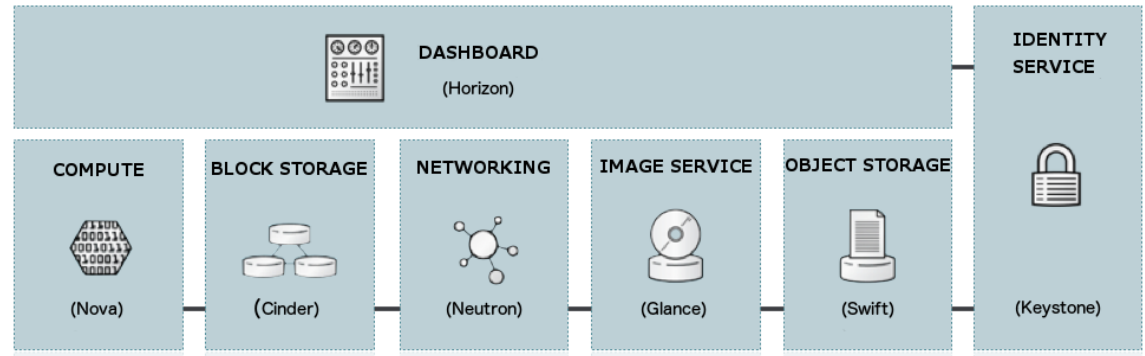 DASHBOARD
(Horizon)
IDENTITY
SERVICE
(Keystone)
COMPUTE
(Nova)
BLOCK STORAGE
(Cinder)
NETWORKING
(Neutron)
IMAGE SERVICE
(Glance)
OBJECT STORAGE
(Swift)